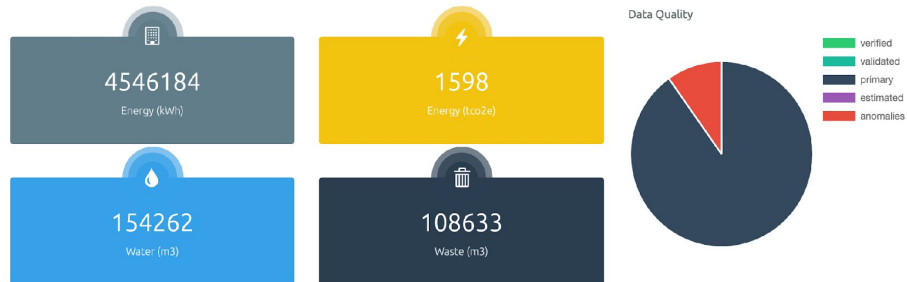 4546184
Energy (kWh)
1598
Energy (tco2e)
154262
Water (m3)
108633
Waste (m3)
Data Quality
verified
validated
primary
estimated
anomalies